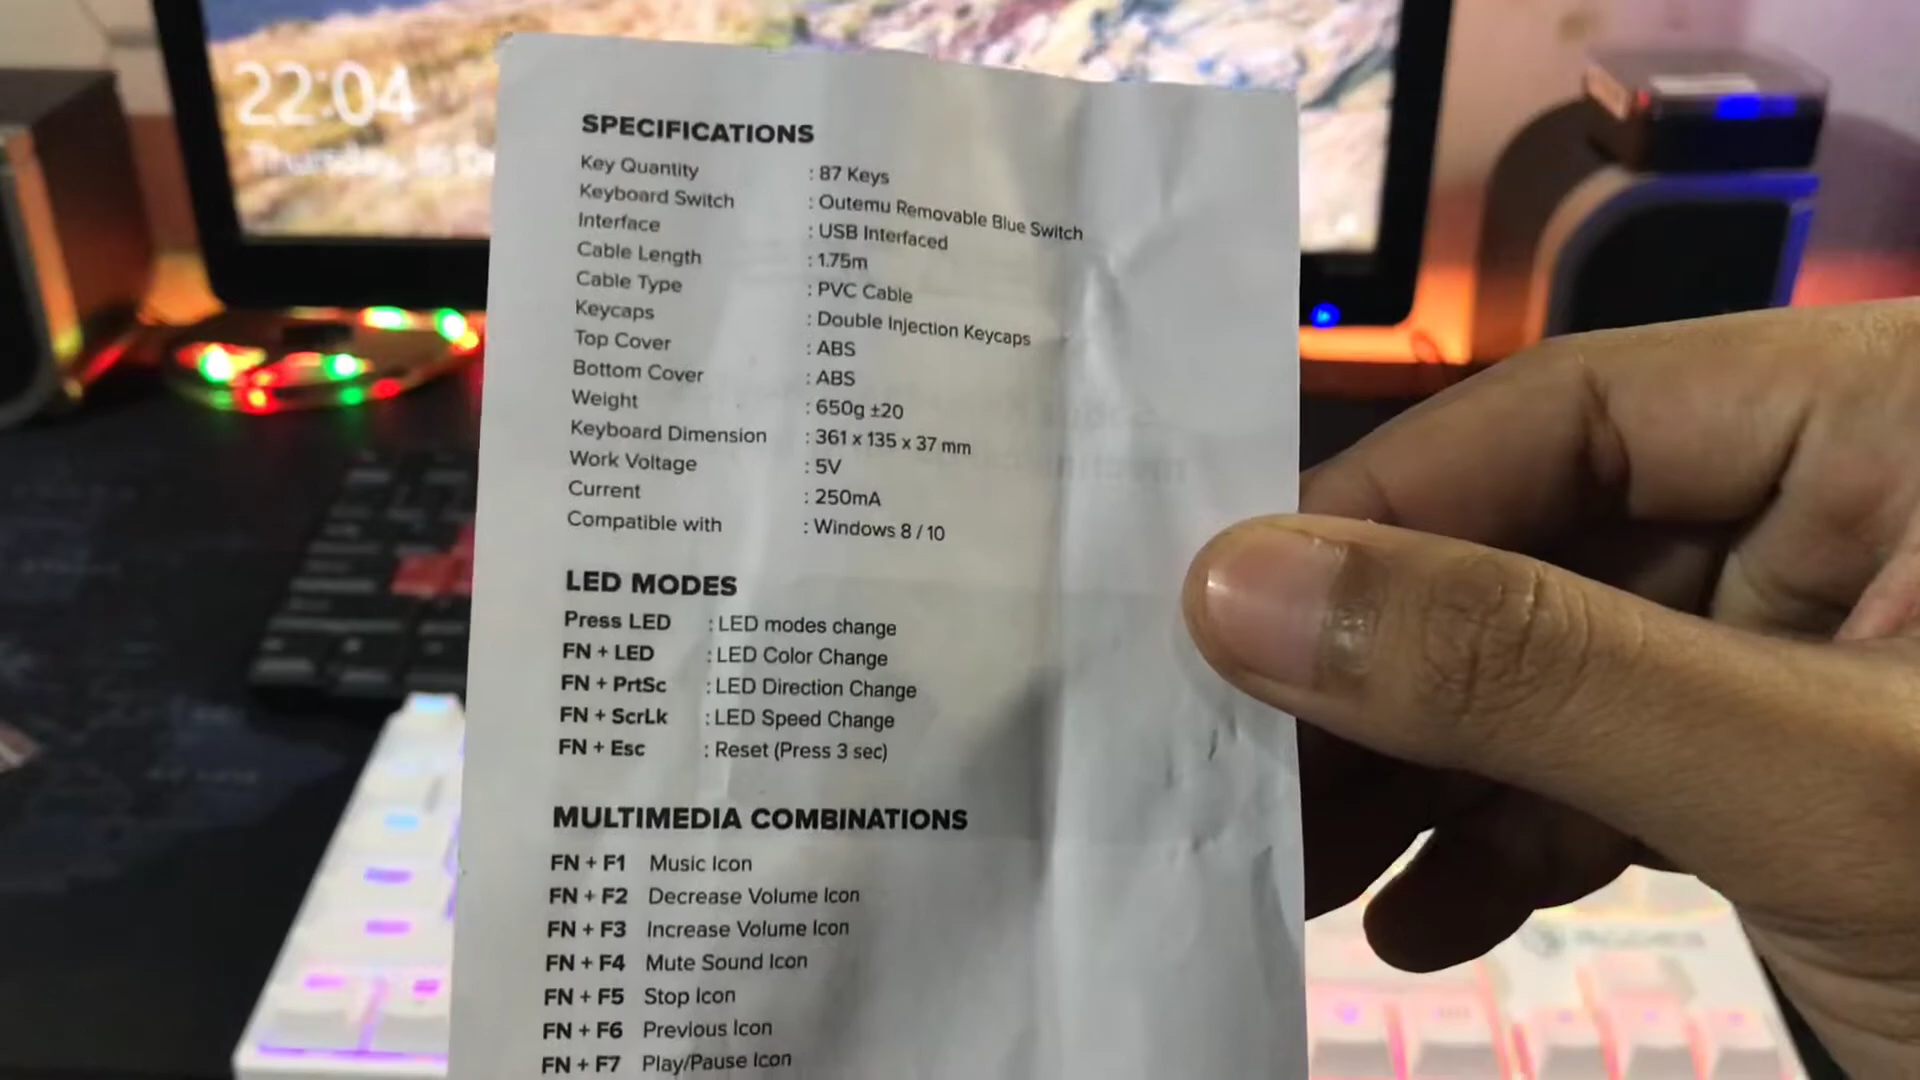 22:04
Thursday, 16 De
SPECIFICATIONS
Key Quantity : 87 Keys
Keyboard Switch : Outemu Removable Blue Switch
Interface : USB Interfaced
Cable Length : 1.75m
Cable Type : PVC Cable
Keycaps : Double Injection Keycaps
Top Cover : ABS
Bottom Cover : ABS
Weight : 650g ±20
Keyboard Dimension : 361 x 135 x 37 mm
Work Voltage : 5V
Current : 250mA
Compatible with : Windows 8 / 10
LED MODES
Press LED : LED modes change
FN + LED : LED Color Change
FN + PrtSc : LED Direction Change
FN + ScrLk : LED Speed Change
FN + Esc : Reset (Press 3 sec)
MULTIMEDIA COMBINATIONS
FN + F1 Music Icon
FN + F2 Decrease Volume Icon
FN + F3 Increase Volume Icon
FN + F4 Mute Sound Icon
FN + F5 Stop Icon
FN + F6 Previous Icon
FN + F7 Play/Pause Icon